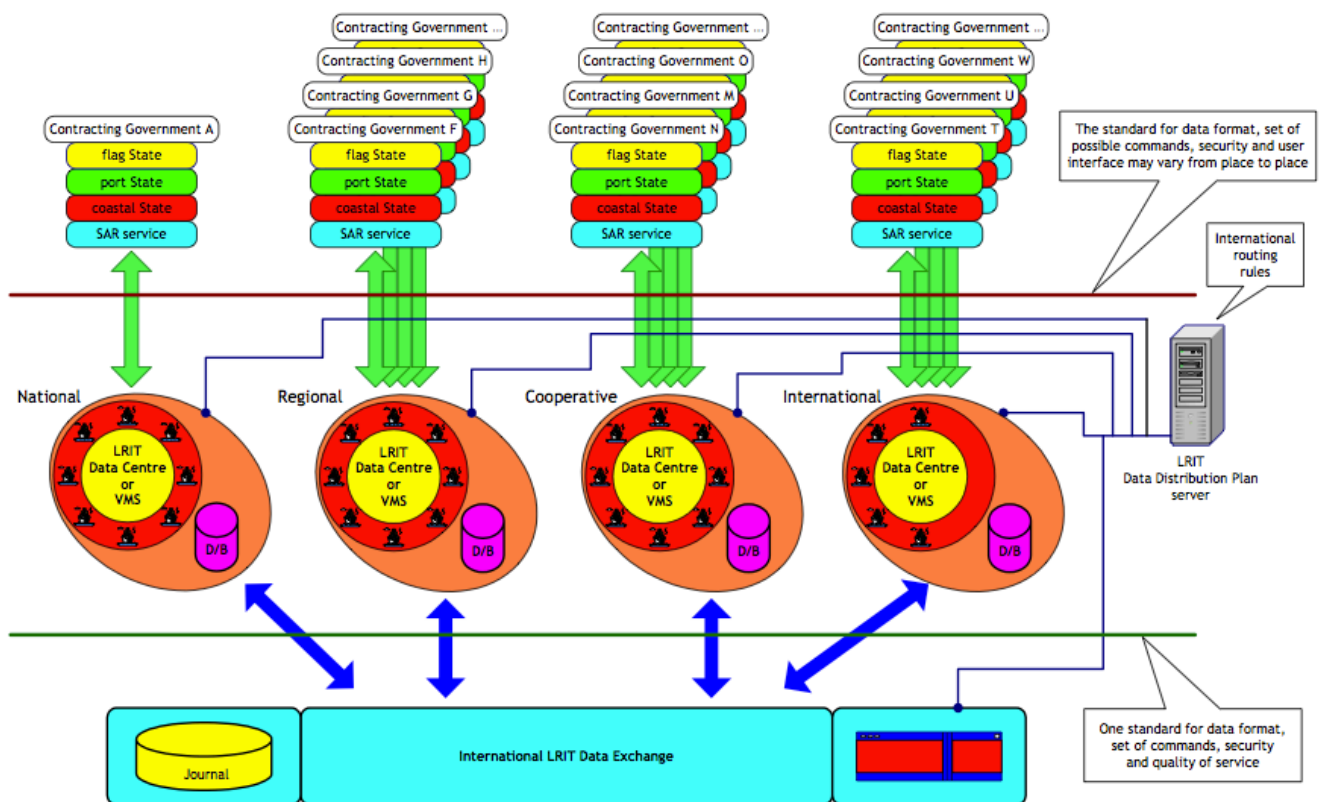 Contracting Government ...
Contracting Government ...
Contracting Government ...
Contracting Government H
Contracting Government O
Contracting Government W
Contracting Government G
Contracting Government M
Contracting Government U
Contracting Government A
Contracting Government F
Contracting Government N
Contracting Government T
flag State
port State
coastal State
SAR service
flag State
port State
coastal State
SAR service
flag State
port State
coastal State
SAR service
flag State
port State
coastal State
SAR service
The standard for data format, set of
possible commands, security and user
interface may vary from place to place
International
routing
rules
National
LRIT
Data Centre
or
VMS
D/B
Regional
LRIT
Data Centre
or
VMS
D/B
Cooperative
LRIT
Data Centre
or
VMS
D/B
International
LRIT
Data Centre
or
VMS
D/B
LRIT
Data Distribution Plan
server
Journal
International LRIT Data Exchange
One standard for data format,
set of commands, security
and quality of service